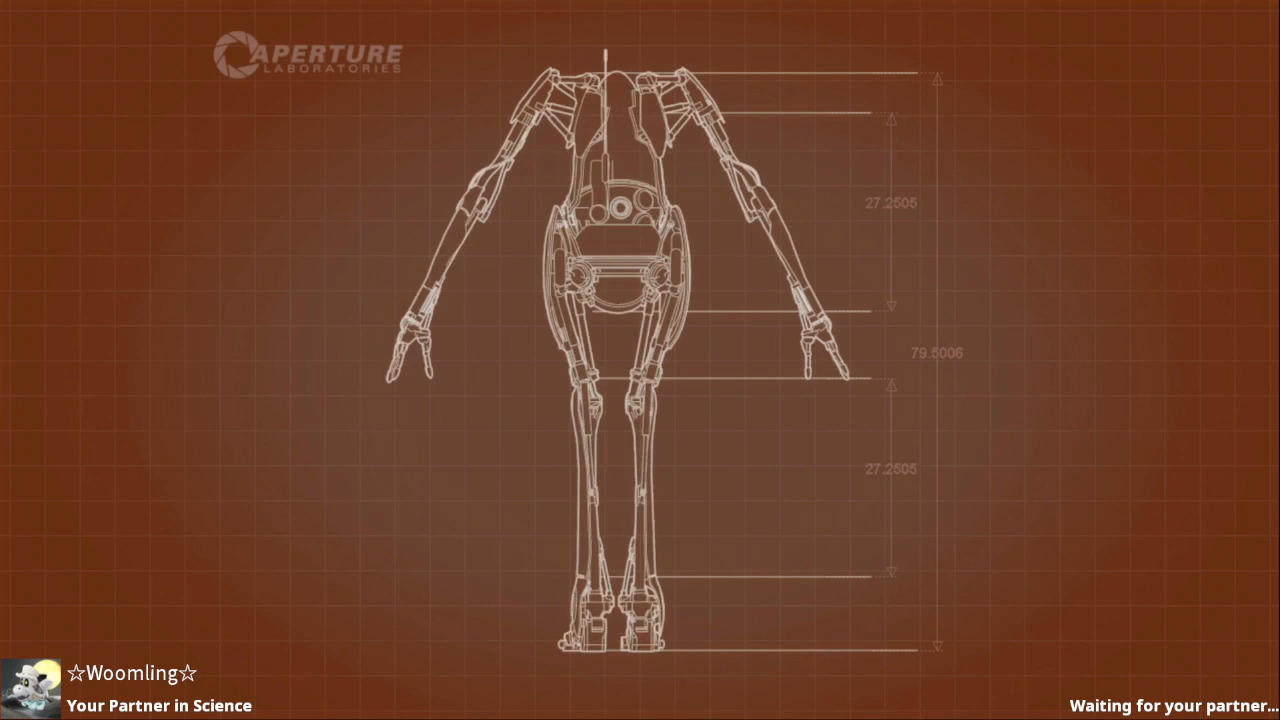 APERTURE
LABORATORIES
27.2505
79.5006
27.2505
☆Woomling☆
Your Partner in Science
Waiting for your partner...